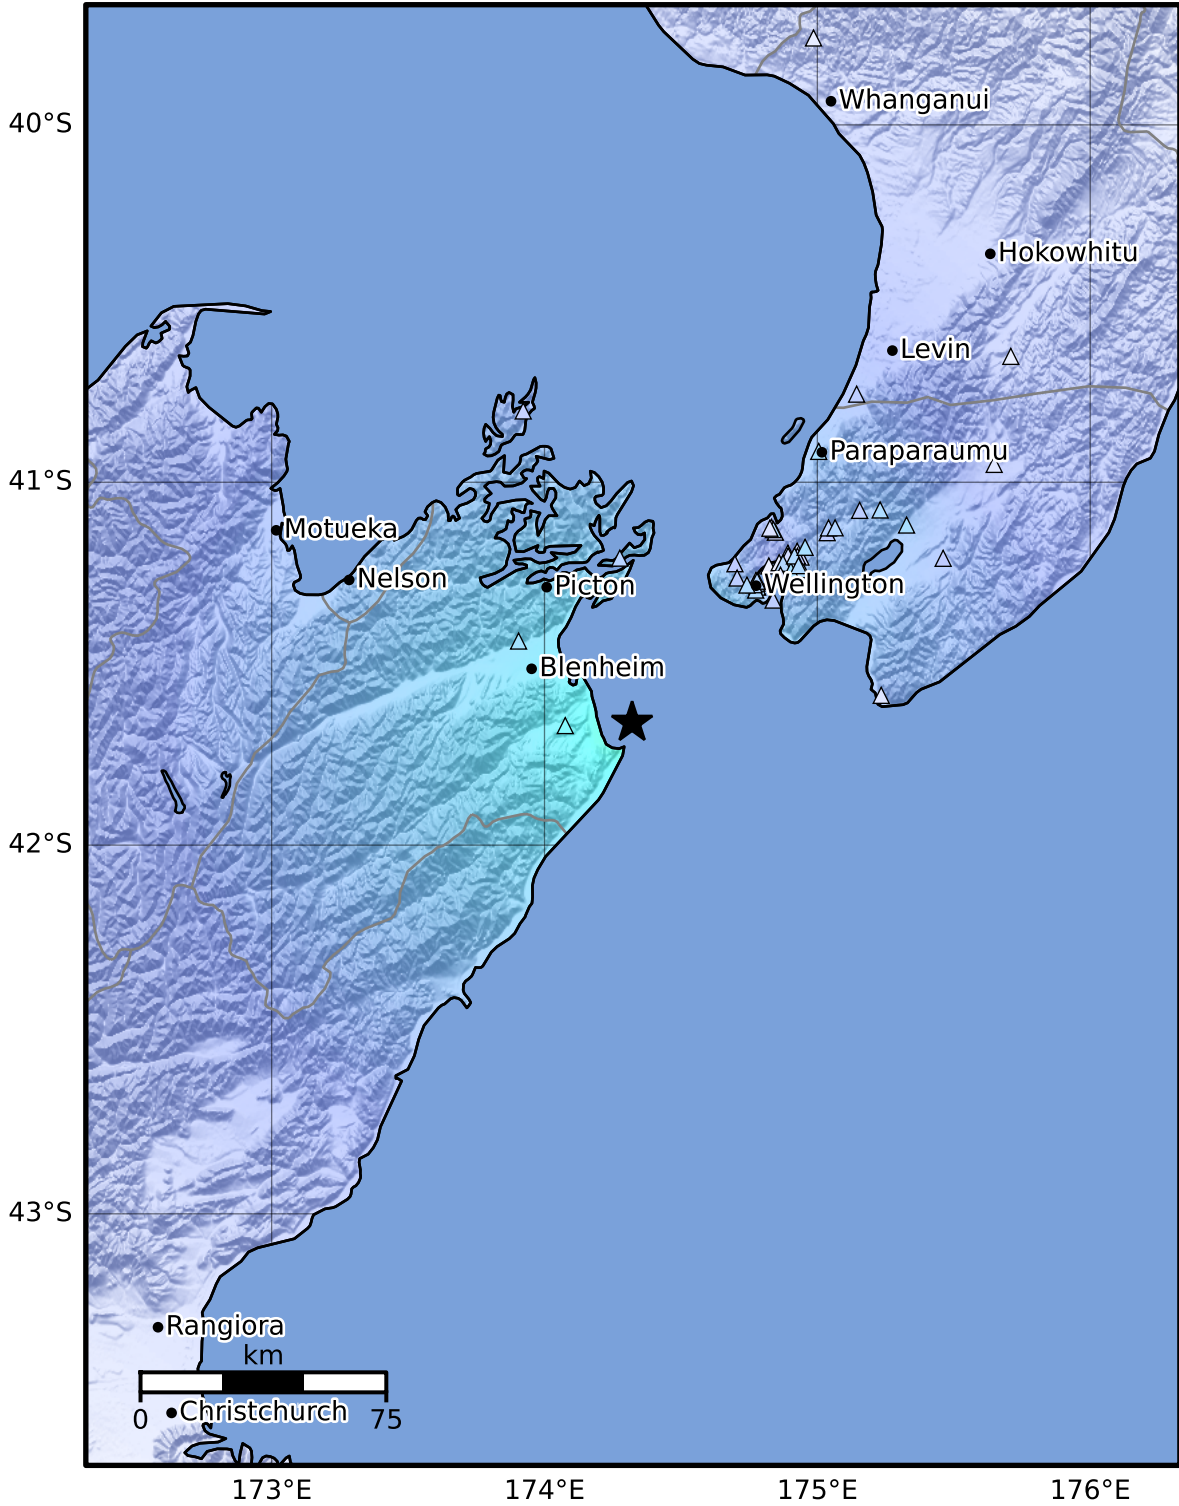 Whanganui
40°S
Hokowhitu
Levin
Paraparaumu
41°S
Motueka
Nelson
Picton
Wellington
Blenheim
42°S
43°S
Rangiora
km
Christchurch
0
75
173°E
174°E
175°E
176°E